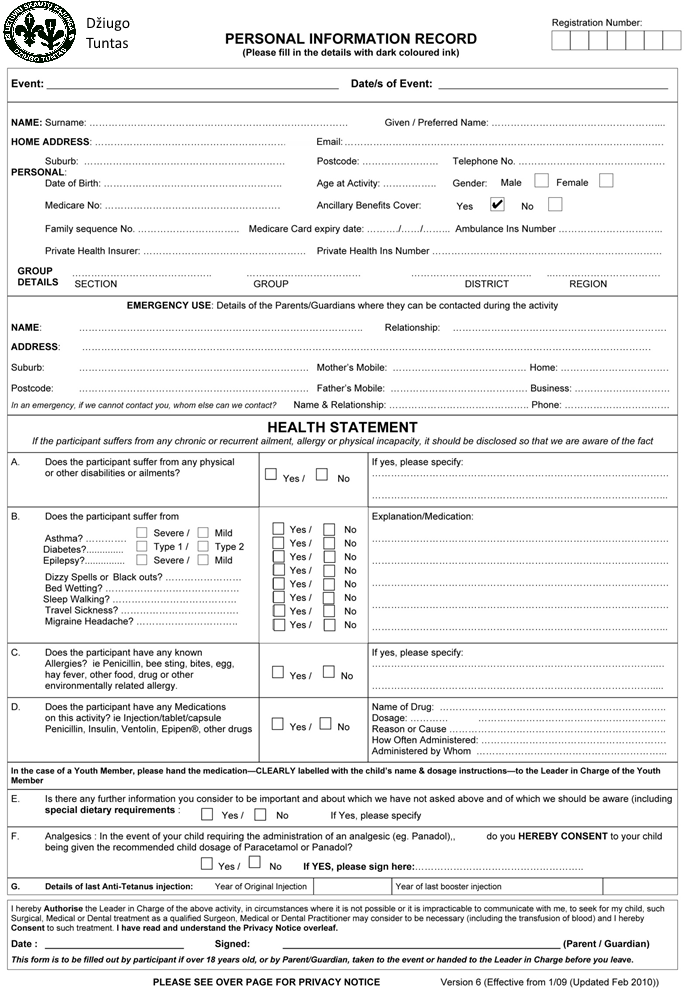 LIETUVIŲ SKAUTŲ SĄJUNGA
DŽIUGO TUNTAS
Džiugo
Tuntas
PERSONAL INFORMATION RECORD
(Please fill in the details with dark coloured ink)
Registration Number:
Event: Date/s of Event:
NAME: Surname: Given / Preferred Name:
HOME ADDRESS: Email:
Suburb: Postcode: Telephone No.
PERSONAL:
Date of Birth: Age at Activity: Gender: Male Female
Medicare No: Ancillary Benefits Cover: Yes ✔ No
Family sequence No. Medicare Card expiry date: ........../....../........ Ambulance Ins Number
Private Health Insurer: Private Health Ins Number
GROUP
DETAILS SECTION GROUP DISTRICT REGION
EMERGENCY USE: Details of the Parents/Guardians where they can be contacted during the activity
NAME: Relationship:
ADDRESS:
Suburb: Mother's Mobile: Home:
Postcode: Father's Mobile: Business:
In an emergency, if we cannot contact you, whom else can we contact? Name & Relationship: Phone:
HEALTH STATEMENT
If the participant suffers from any chronic or recurrent ailment, allergy or physical incapacity, it should be disclosed so that we are aware of the fact
A. Does the participant suffer from any physical
or other disabilities or ailments?
Yes / No
If yes, please specify:
B. Does the participant suffer from
Asthma? Severe / Mild
Diabetes? Type 1 / Type 2
Epilepsy? Severe / Mild
Dizzy Spells or Black outs?
Bed Wetting?
Sleep Walking?
Travel Sickness?
Migraine Headache?
Yes / No
Yes / No
Yes / No
Yes / No
Yes / No
Yes / No
Yes / No
Yes / No
Explanation/Medication:
C. Does the participant have any known
Allergies? ie Penicillin, bee sting, bites, egg,
hay fever, other food, drug or other
environmentally related allergy.
Yes / No
If yes, please specify:
D. Does the participant have any Medications
on this activity? ie Injection/tablet/capsule
Penicillin, Insulin, Ventolin, Epipen®, other drugs
Yes / No
Name of Drug:
Dosage:
Reason or Cause
How Often Administered:
Administered by Whom
In the case of a Youth Member, please hand the medication—CLEARLY labelled with the child's name & dosage instructions—to the Leader in Charge of the Youth
Member
E. Is there any further information you consider to be important and about which we have not asked above and of which we should be aware (including
special dietary requirements : Yes / No If Yes, please specify
F. Analgesics : In the event of your child requiring the administration of an analgesic (eg. Panadol),, do you HEREBY CONSENT to your child
being given the recommended child dosage of Paracetamol or Panadol?
Yes / No If YES, please sign here:
G. Details of last Anti-Tetanus injection: Year of Original Injection Year of last booster injection
I hereby Authorise the Leader in Charge of the above activity, in circumstances where it is not possible or it is impracticable to communicate with me, to seek for my child, such
Surgical, Medical or Dental treatment as a qualified Surgeon, Medical or Dental Practitioner may consider to be necessary (including the transfusion of blood) and I hereby
Consent to such treatment. I have read and understand the Privacy Notice overleaf.
Date : Signed: (Parent / Guardian)
This form is to be filled out by participant if over 18 years old, or by Parent/Guardian, taken to the event or handed to the Leader in Charge before you leave.
PLEASE SEE OVER PAGE FOR PRIVACY NOTICE Version 6 (Effective from 1/09 (Updated Feb 2010))